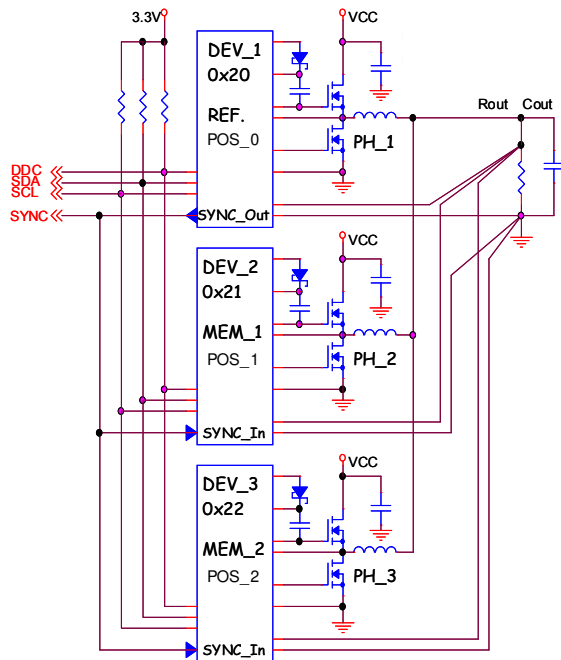 3.3V
VCC
DEV_1
0x20
REF.
POS_0
PH_1
Rout Cout
DDC
SDA
SCL
SYNC
SYNC_Out
VCC
DEV_2
0x21
MEM_1
POS_1
PH_2
SYNC_In
VCC
DEV_3
0x22
MEM_2
POS_2
PH_3
SYNC_In